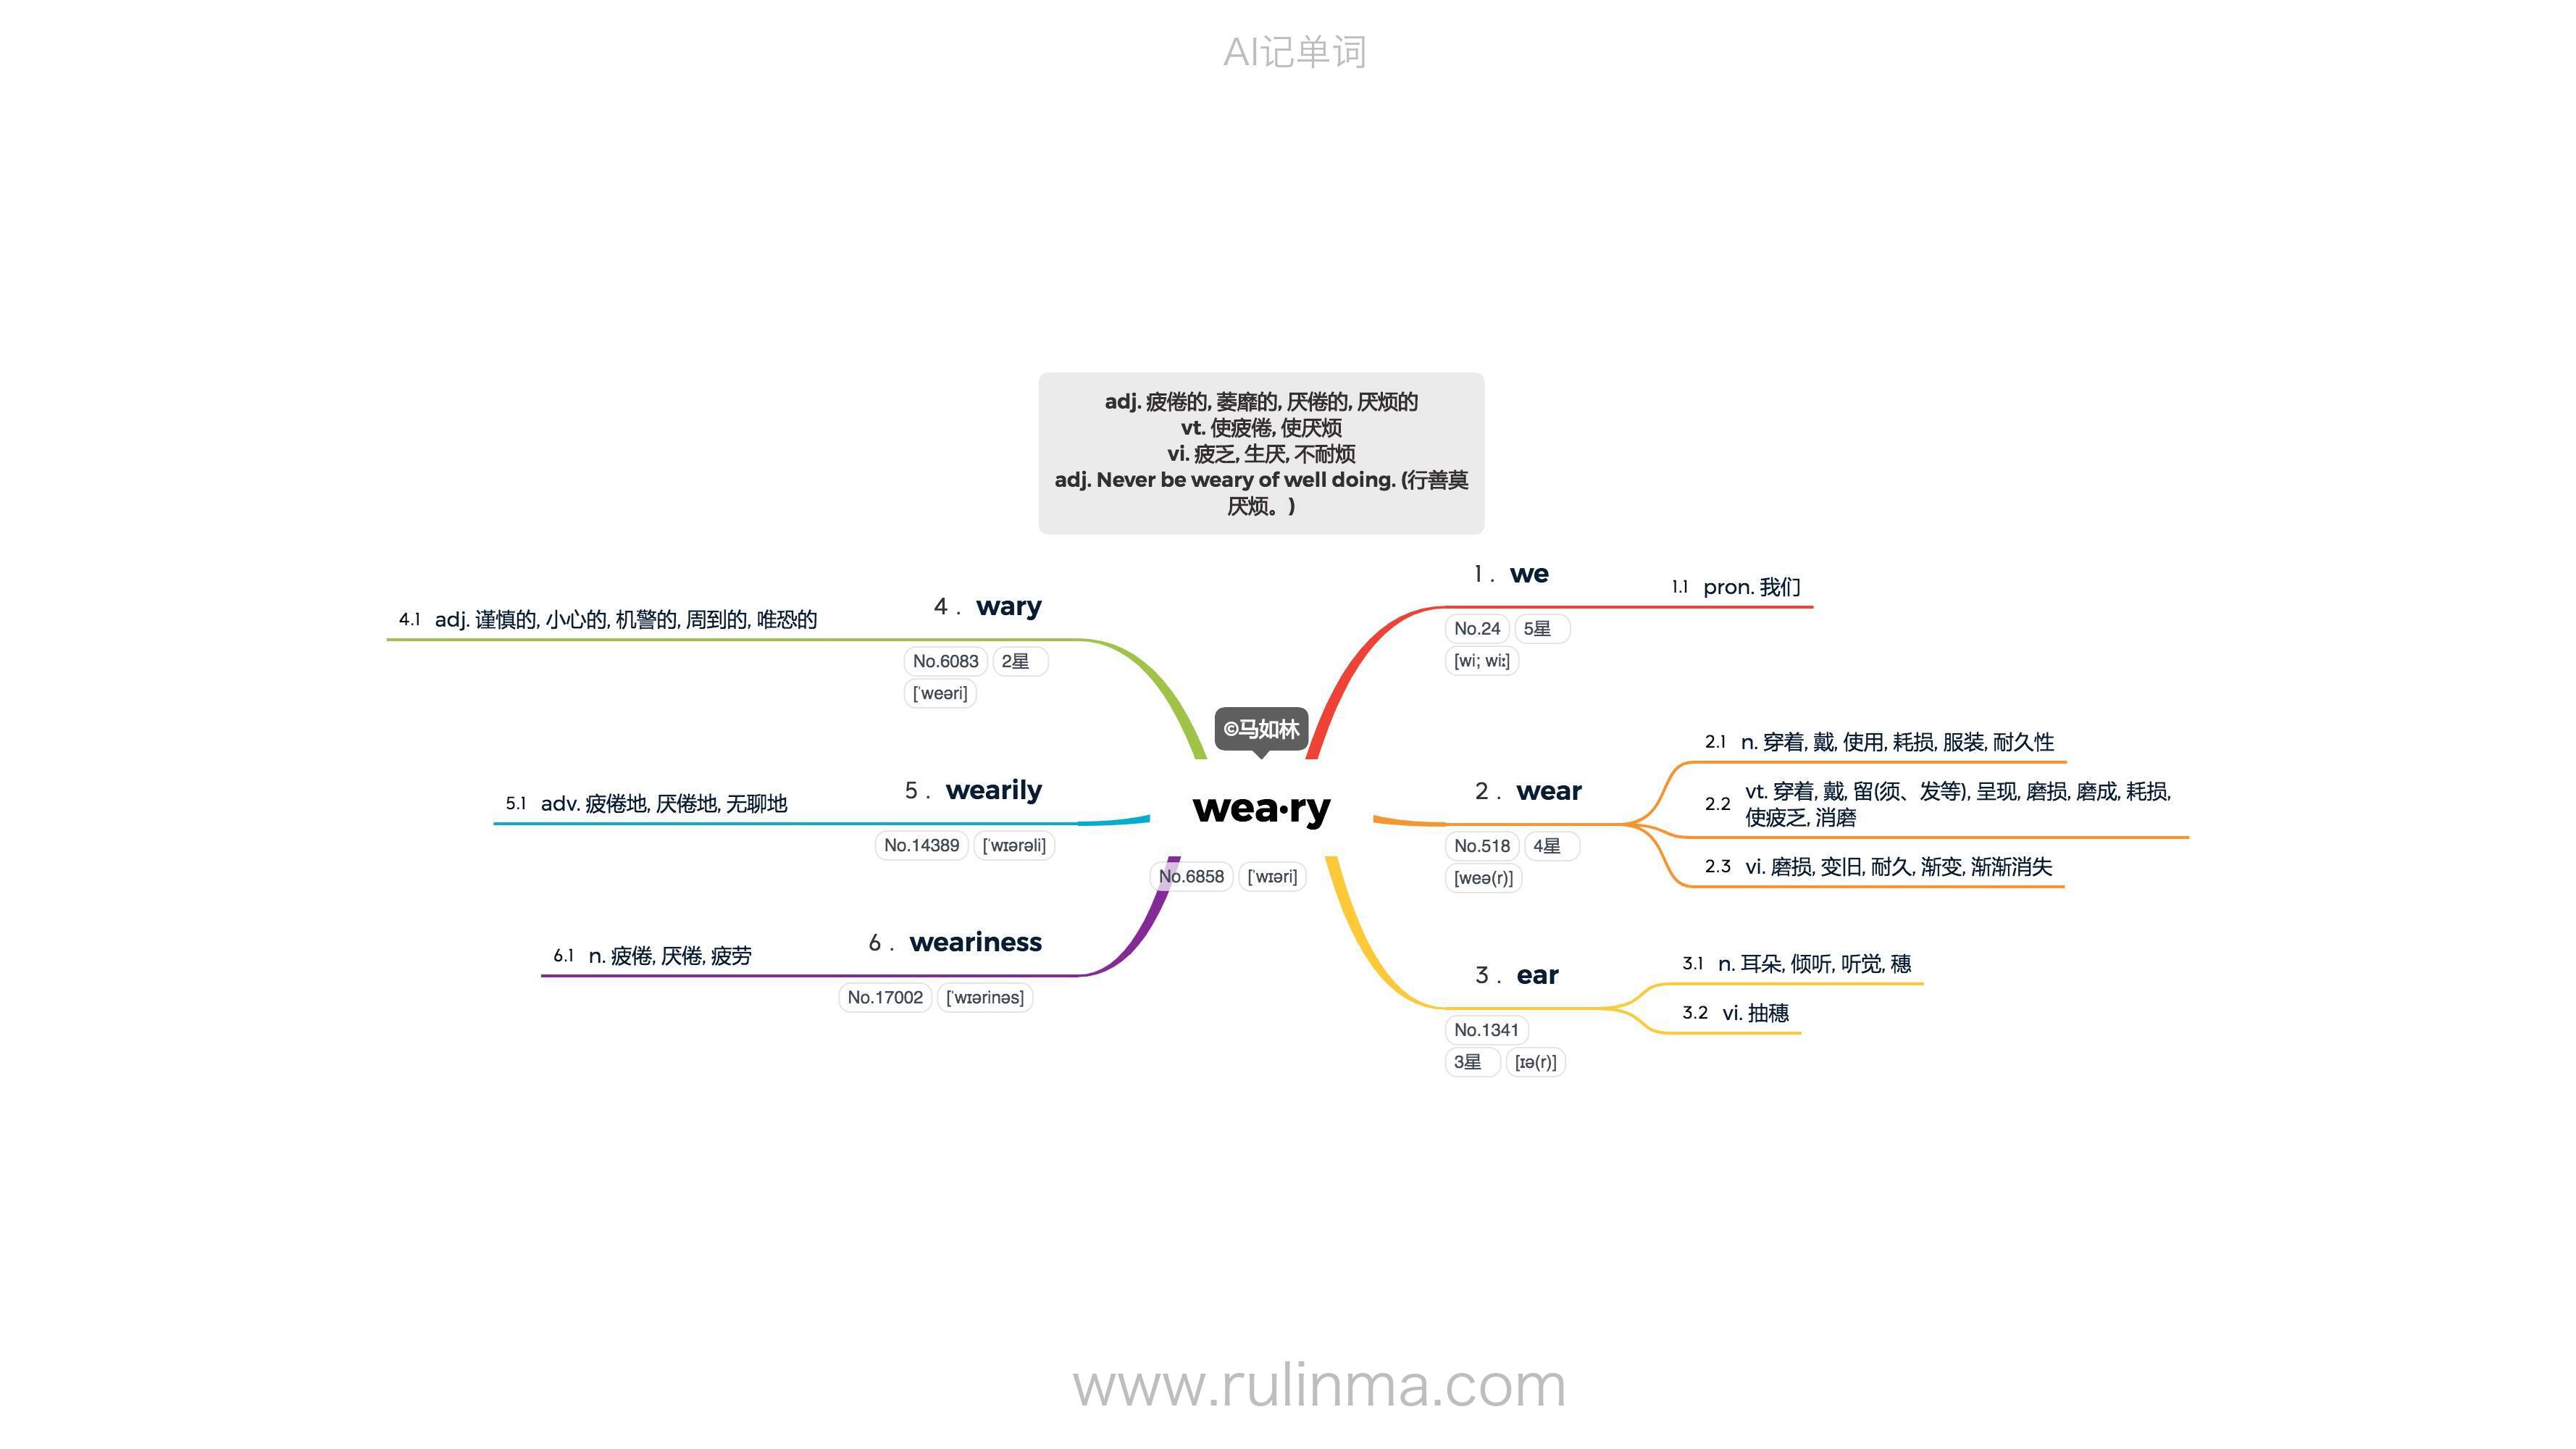 AI记单词
adj. 疲倦的, 萎靡的, 厌倦的, 厌烦的
vt. 使疲倦, 使厌烦
vi. 疲乏, 生厌, 不耐烦
adj. Never be weary of well doing. (行善莫
厌烦。)
©马如林
wea·ry
No.6858 [ˈwɪəri]
1 . we
No.24 5星
[wi; wiː]
1.1 pron. 我们
2 . wear
No.518 4星
[weə(r)]
2.1 n. 穿着, 戴, 使用, 耗损, 服装, 耐久性
2.2 vt. 穿着, 戴, 留(须、发等), 呈现, 磨损, 磨成, 耗损,
使疲乏, 消磨
2.3 vi. 磨损, 变旧, 耐久, 渐变, 渐渐消失
3 . ear
No.1341
3星 [ɪə(r)]
3.1 n. 耳朵, 倾听, 听觉, 穗
3.2 vi. 抽穗
4 . wary
No.6083 2星
[ˈweəri]
4.1 adj. 谨慎的, 小心的, 机警的, 周到的, 唯恐的
5 . wearily
No.14389 [ˈwɪərəli]
5.1 adv. 疲倦地, 厌倦地, 无聊地
6 . weariness
No.17002 [ˈwɪərinəs]
6.1 n. 疲倦, 厌倦, 疲劳
www.rulinma.com